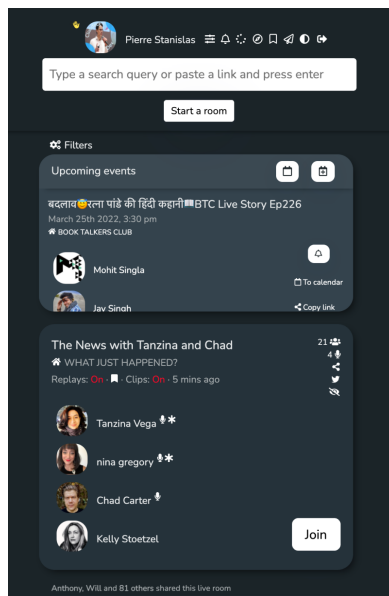 Pierre Stanislas
Type a search query or paste a link and press enter
Start a room
Filters
Upcoming events
बदलाव😇रत्ना पांडे की हिंदी कहानी📖BTC Live Story Ep226
March 25th 2022, 3:30 pm
BOOK TALKERS CLUB
Mohit Singla
To calendar
Jay Singh
Copy link
The News with Tanzina and Chad
21
WHAT JUST HAPPENED?
4
Replays: On · · Clips: On · 5 mins ago
Tanzina Vega
nina gregory
Chad Carter
Kelly Stoetzel
Join
Anthony, Will and 81 others shared this live room